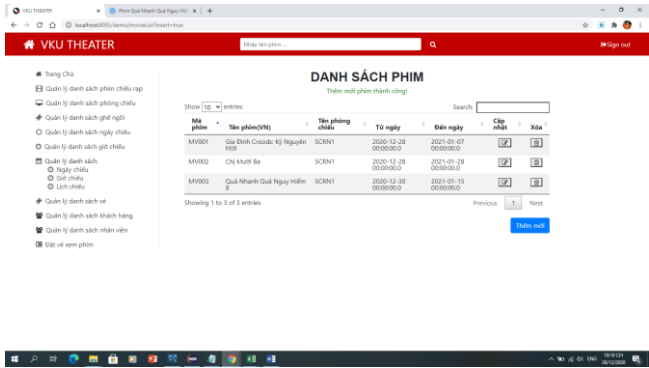 VKU THEATER
Phim Quá Nhanh Quá Nguy Hiể
localhost:8085/demo/movieList?insert=true
VKU THEATER
Nhập tên phim ...
Sign out
Trang Chủ
Quản lý danh sách phim chiếu rạp
Quản lý danh sách phòng chiếu
Quản lý danh sách ghế ngồi
Quản lý danh sách ngày chiếu
Quản lý danh sách giờ chiếu
Quản lý danh sách
Ngày chiếu
Giờ chiếu
Lịch chiếu
Quản lý danh sách vé
Quản lý danh sách khách hàng
Quản lý danh sách nhân viên
Đặt vé xem phim
DANH SÁCH PHIM
Thêm mới phim thành công!
Show 10 entries
Search:
Mã phim Tên phim(VN) Tên phòng chiếu Từ ngày Đến ngày Cập nhật Xóa
MV001 Gia Đình Croods: Kỷ Nguyên Mới SCRN1 2020-12-28 00:00:00.0 2021-01-07 00:00:00.0
MV002 Chị Mười Ba SCRN1 2020-12-28 00:00:00.0 2021-01-28 00:00:00.0
MV003 Quá Nhanh Quá Nguy Hiểm 8 SCRN1 2020-12-30 00:00:00.0 2021-01-15 00:00:00.0
Showing 1 to 3 of 3 entries
Previous 1 Next
Thêm mới
ENG
28/12/2020